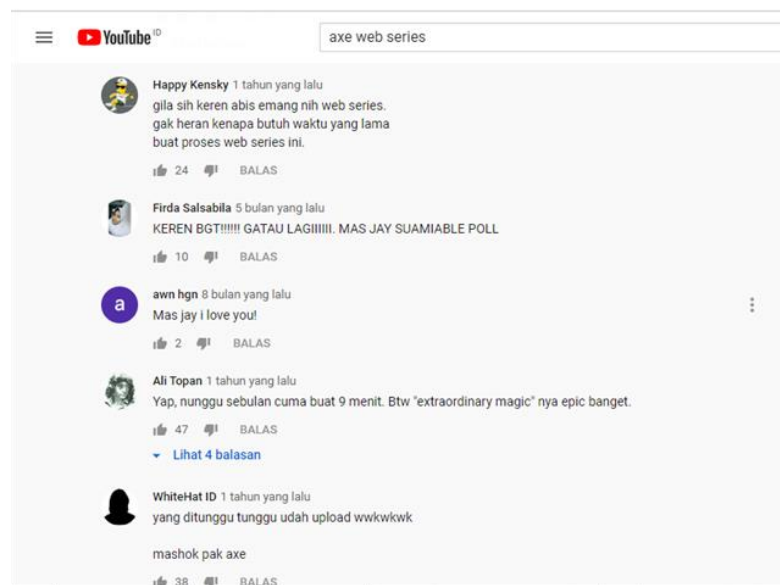 YouTube ID
axe web series
Happy Kensky 1 tahun yang lalu
gila sih keren abis emang nih web series.
gak heran kenapa butuh waktu yang lama
buat proses web series ini.
24 BALAS
Firda Salsabila 5 bulan yang lalu
KEREN BGT!!!!!! GATAU LAGIIIIII. MAS JAY SUAMIABLE POLL
10 BALAS
a
awn hgn 8 bulan yang lalu
Mas jay i love you!
2 BALAS
Ali Topan 1 tahun yang lalu
Yap, nunggu sebulan cuma buat 9 menit. Btw "extraordinary magic" nya epic banget.
47 BALAS
Lihat 4 balasan
WhiteHat ID 1 tahun yang lalu
yang ditunggu tunggu udah upload wwkwkwk
mashok pak axe
38 BALAS